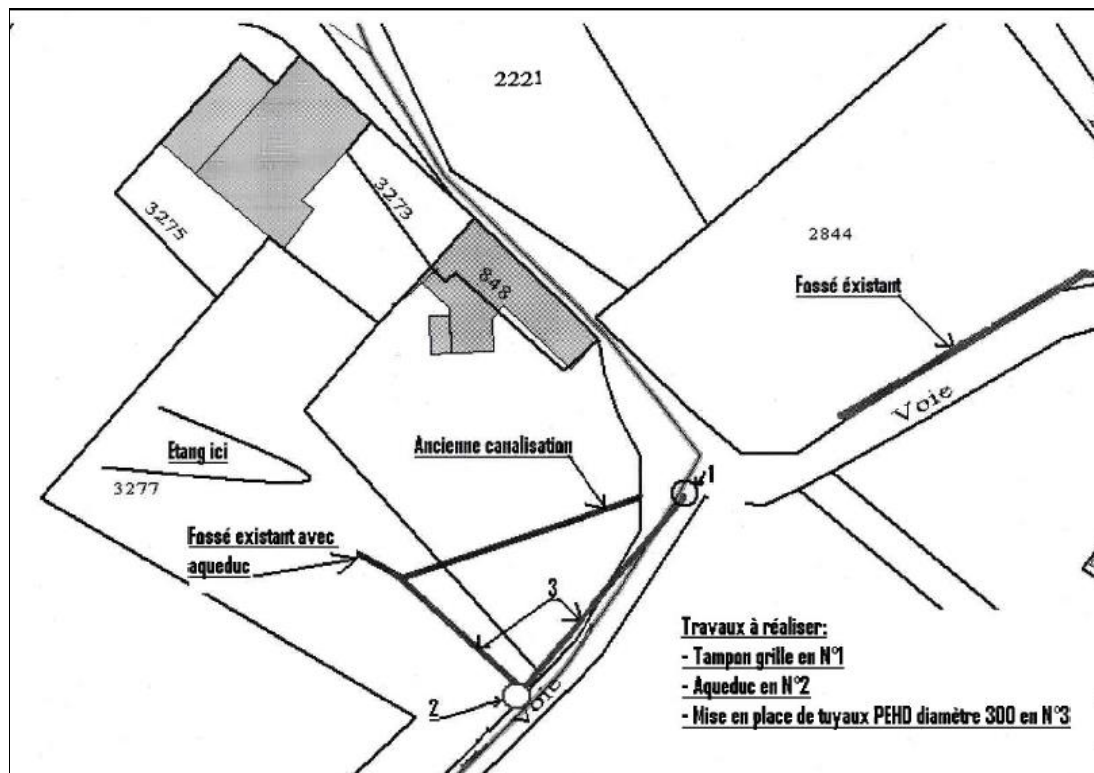 2221
3273
3275
2844
848
Fossé éxistant
Voie
Ancienne canalisation
Etang ici
3277
1
Fossé existant avec
aqueduc
3
2
Voie
Travaux à réaliser:
- Tampon grille en N°1
- Aqueduc en N°2
- Mise en place de tuyaux PEHD diamètre 300 en N°3